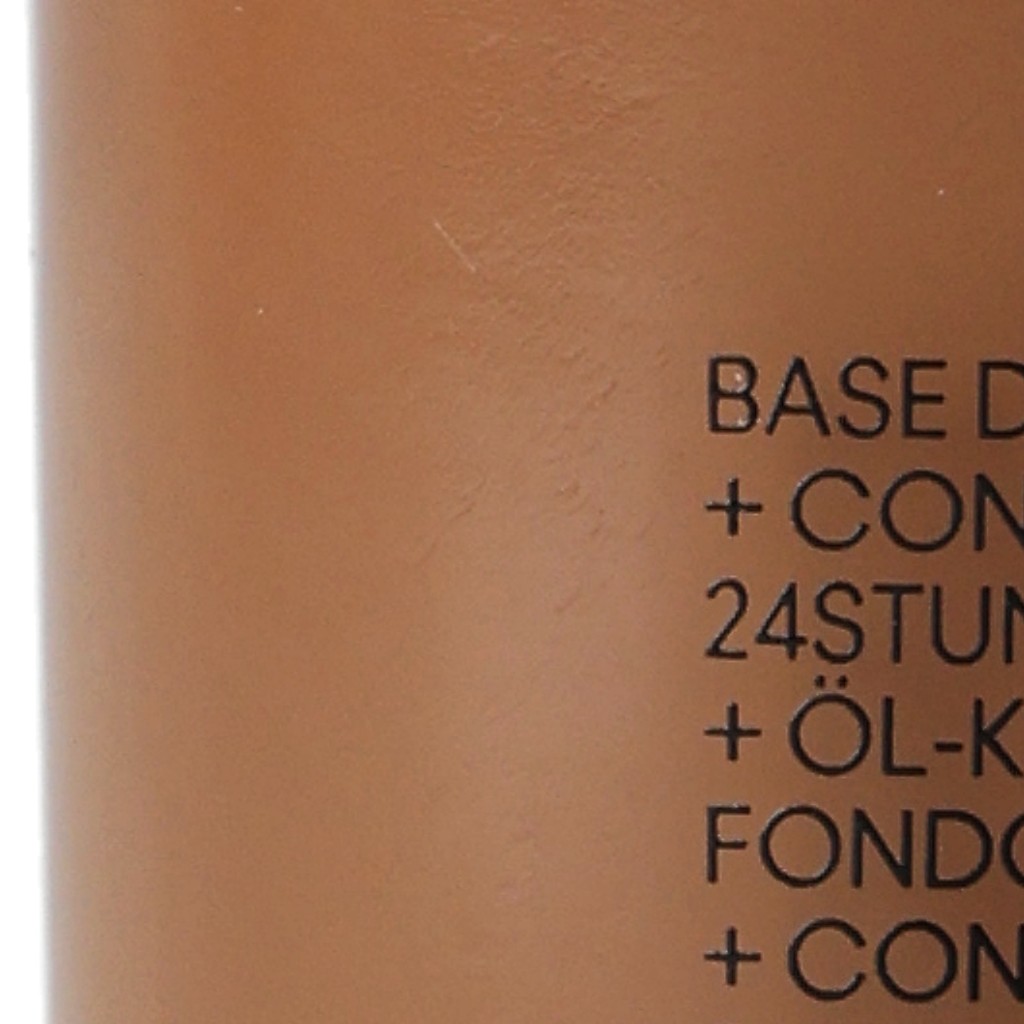 BASE D
+ CON
24STUN
+ ÖL-K
FONDO
+ CON